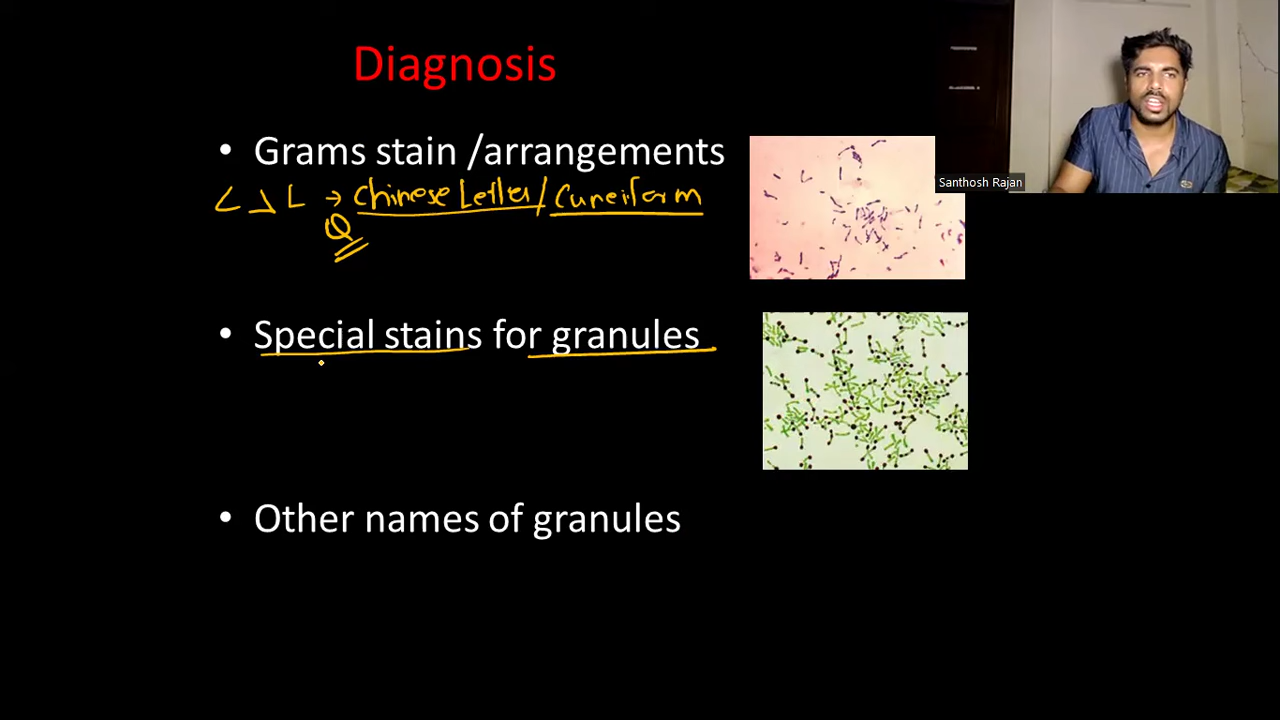 Diagnosis
• Grams stain /arrangements
< L → Chinese Letter/Cuneiform
Q
Santhosh Rajan
• Special stains for granules
• Other names of granules